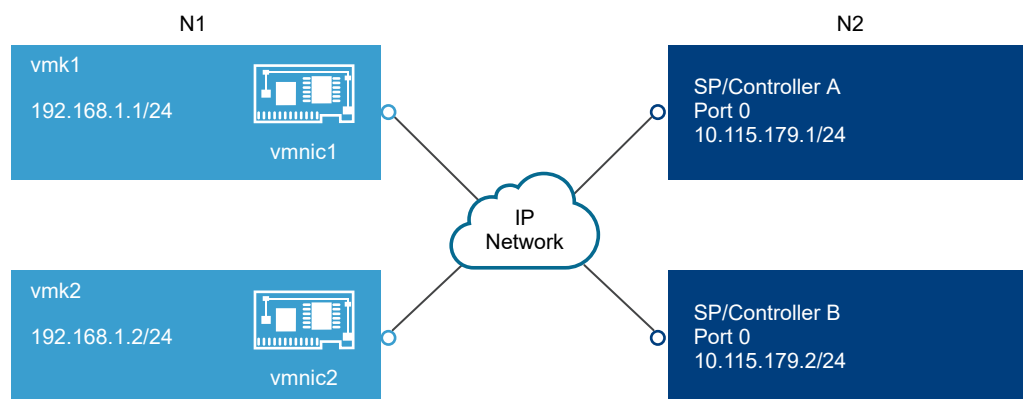 N1
N2
vmk1
192.168.1.1/24
vmnic1
SP/Controller A
Port 0
10.115.179.1/24
IP
Network
vmk2
192.168.1.2/24
vmnic2
SP/Controller B
Port 0
10.115.179.2/24